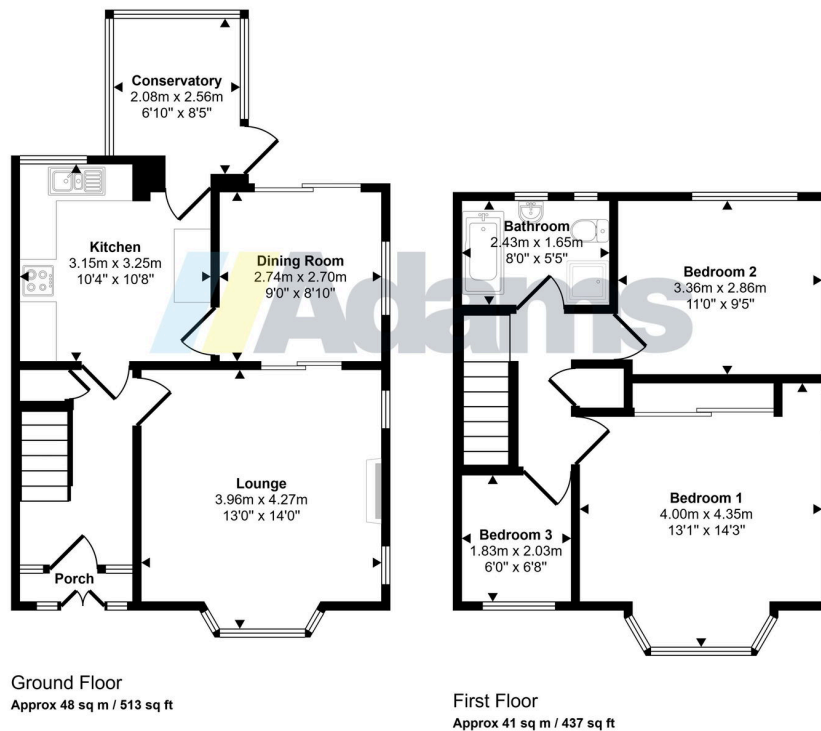 Conservatory
2.08m x 2.56m
6'10" x 8'5"
Kitchen
3.15m x 3.25m
10'4" x 10'8"
Dining Room
2.74m x 2.70m
9'0" x 8'10"
Lounge
3.96m x 4.27m
13'0" x 14'0"
Porch
Ground Floor
Approx 48 sq m / 513 sq ft
Bathroom
2.43m x 1.65m
8'0" x 5'5"
Bedroom 2
3.36m x 2.86m
11'0" x 9'5"
Bedroom 1
4.00m x 4.35m
13'1" x 14'3"
Bedroom 3
1.83m x 2.03m
6'0" x 6'8"
First Floor
Approx 41 sq m / 437 sq ft
Adams